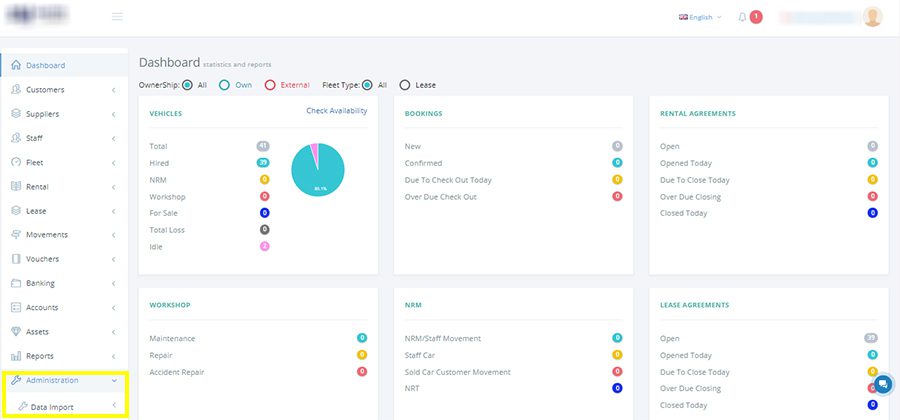 English
1
Dashboard
Customers
Suppliers
Staff
Fleet
Rental
Lease
Movements
Vouchers
Banking
Accounts
Assets
Reports
Administration
Data Import
Dashboard statistics and reports
OwnerShip: All Own External Fleet Type: All Lease
VEHICLES Check Availability
Total 41
Hired 39
NRM 0
Workshop 0
For Sale 0
Total Loss 0
Idle 2
95.1%
BOOKINGS
New 0
Confirmed 0
Due To Check Out Today 0
Over Due Check Out 0
RENTAL AGREEMENTS
Open 0
Opened Today 0
Due To Close Today 0
Over Due Closing 0
Closed Today 0
WORKSHOP
Maintenance 0
Repair 0
Accident Repair 0
NRM
NRM/Staff Movement 0
Staff Car 0
Sold Car Customer Movement 0
NRT 0
LEASE AGREEMENTS
Open 39
Opened Today 0
Due To Close Today 0
Over Due Closing 0
Closed Today 0